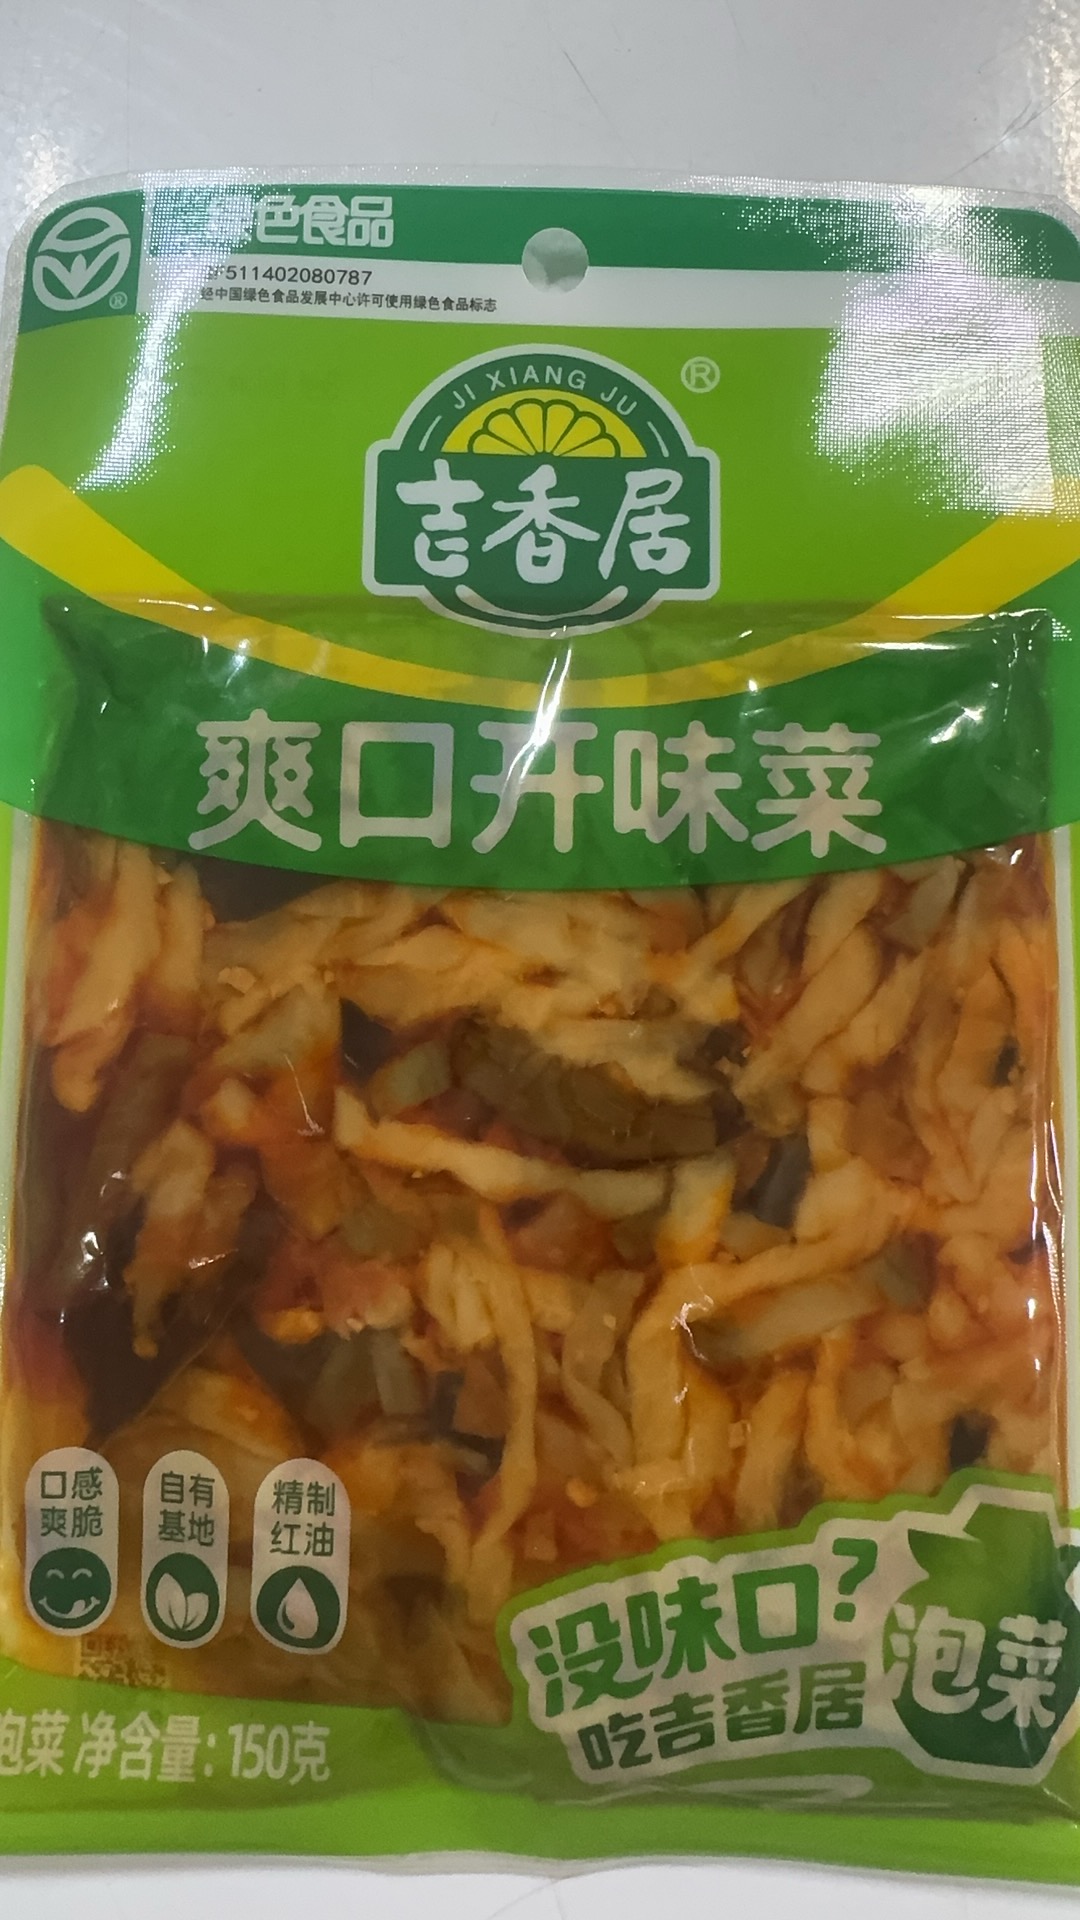 色食品
511402080787
经中国绿色食品发展中心许可使用绿色食品标志
®
JI XIANG JU
®
吉香居
爽口开味菜
口感
爽脆
自有
基地
精制
红油
没味口?
吃吉香居
泡菜
泡菜 净含量:150克